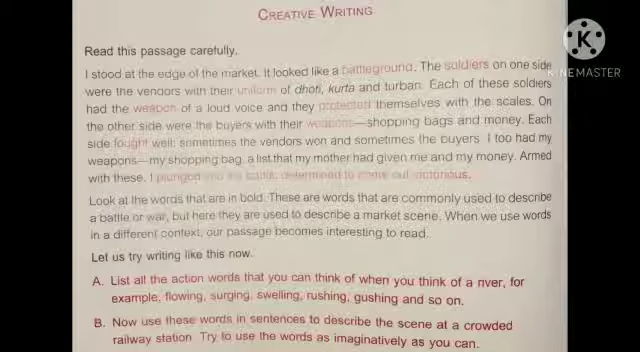 CREATIVE WRITING
Read this passage carefully.
I stood at the edge of the market. It looked like a battleground. The soldiers on one side
were the vendors with their uniform of dhoti, kurta and turban. Each of these soldiers
had the weapon of a loud voice and they protected themselves with the scales. On
the other side were the buyers with their weapons—shopping bags and money. Each
side fought well: sometimes the vendors won and sometimes the buyers. I too had my
weapons—my shopping bag, a list that my mother had given me and my money. Armed
with these, I plunged into the battle, determined to come out victorious.
Look at the words that are in bold. These are words that are commonly used to describe
a battle or war, but here they are used to describe a market scene. When we use words
in a different context, our passage becomes interesting to read.
Let us try writing like this now.
A. List all the action words that you can think of when you think of a river, for
example, flowing, surging, swelling, rushing, gushing and so on.
B. Now use these words in sentences to describe the scene at a crowded
railway station. Try to use the words as imaginatively as you can.
K
KINEMASTER